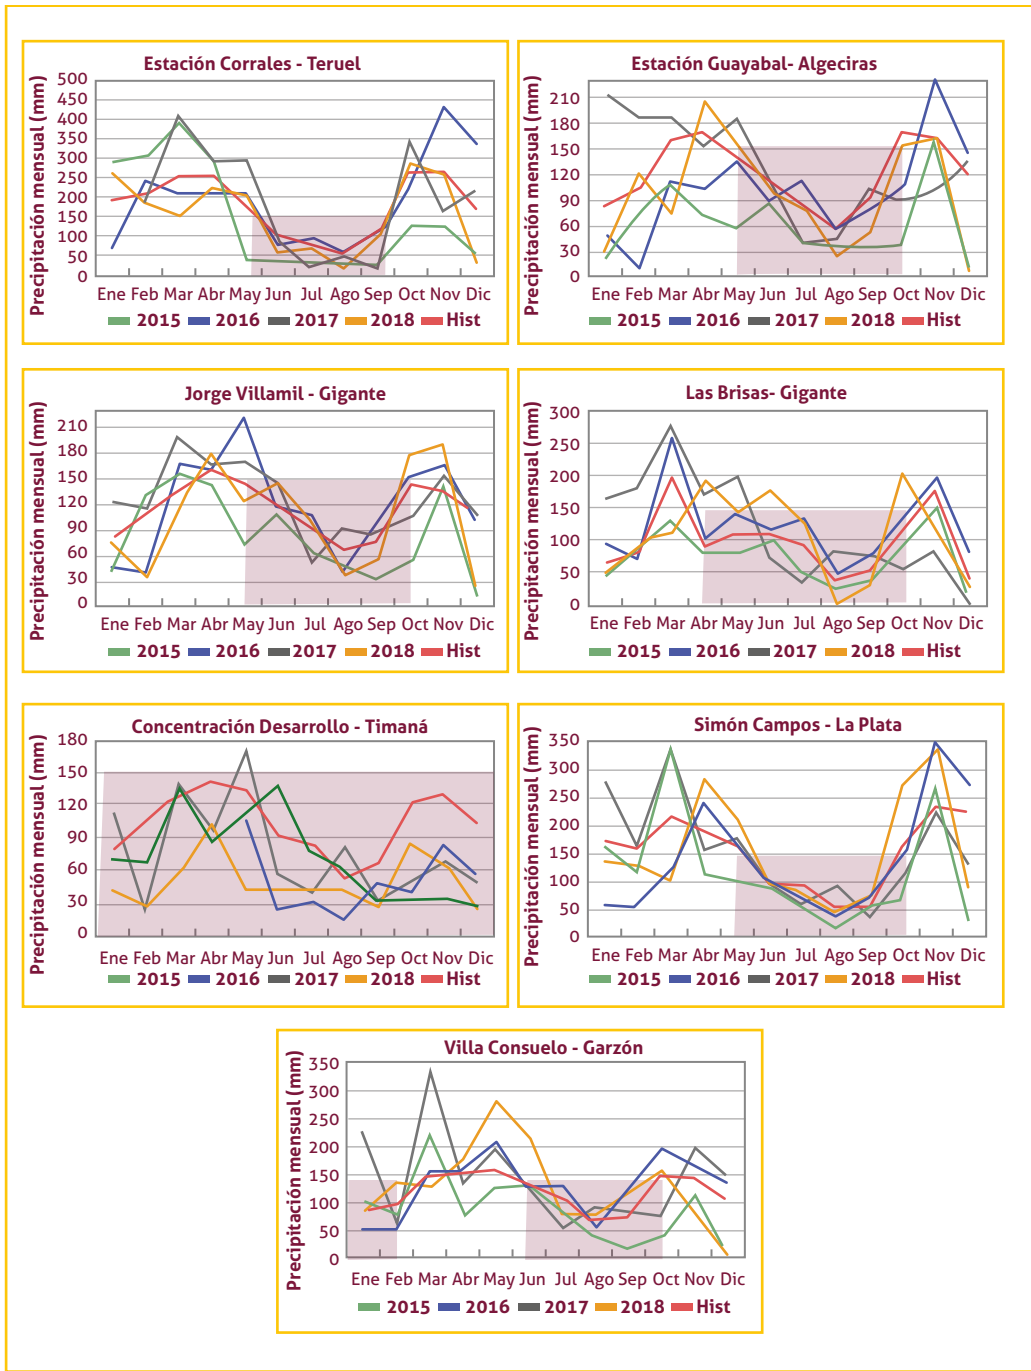 Estación Corrales - Teruel
Precipitación mensual (mm)
500
450
400
350
300
250
200
150
100
50
0
Ene Feb Mar Abr May Jun Jul Ago Sep Oct Nov Dic
2015 2016 2017 2018 Hist
Estación Guayabal- Algeciras
Precipitación mensual (mm)
210
180
150
120
90
60
30
0
Ene Feb Mar Abr May Jun Jul Ago Sep Oct Nov Dic
2015 2016 2017 2018 Hist
Jorge Villamil - Gigante
Precipitación mensual (mm)
210
180
150
120
90
60
30
0
Ene Feb Mar Abr May Jun Jul Ago Sep Oct Nov Dic
2015 2016 2017 2018 Hist
Las Brisas- Gigante
Precipitación mensual (mm)
300
250
200
150
100
50
0
Ene Feb Mar Abr May Jun Jul Ago Sep Oct Nov Dic
2015 2016 2017 2018 Hist
Concentración Desarrollo - Timaná
Precipitación mensual (mm)
180
150
120
90
60
30
0
Ene Feb Mar Abr May Jun Jul Ago Sep Oct Nov Dic
2015 2016 2017 2018 Hist
Simón Campos - La Plata
Precipitación mensual (mm)
350
300
250
200
150
100
50
0
Ene Feb Mar Abr May Jun Jul Ago Sep Oct Nov Dic
2015 2016 2017 2018 Hist
Villa Consuelo - Garzón
Precipitación mensual (mm)
350
300
250
200
150
100
50
0
Ene Feb Mar Abr May Jun Jul Ago Sep Oct Nov Dic
2015 2016 2017 2018 Hist